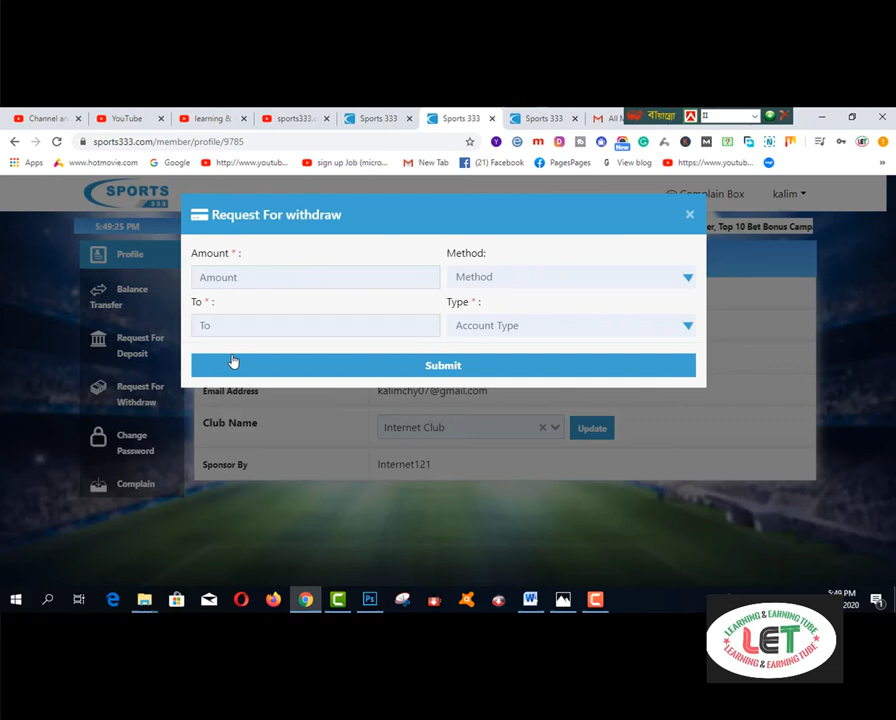 Channel an
YouTube
learning &
sports333.c
Sports 333
Sports 333
Sports 333
All M
বায়ান্নো
sports333.com/member/profile/9785
New
Apps
www.hotmovie.com
Google
http://www.youtub...
sign up Job (micro...
New Tab
(21) Facebook
PagesPages
View blog
https://www.youtub...
SPORTS
333
Complain Box
kalim
5:49:25 PM
er, Top 10 Bet Bonus Camp
Request For withdraw
×
Amount * :
Method:
Amount
Method
To * :
Type * :
To
Account Type
Submit
Profile
Balance
Transfer
Request For
Deposit
Request For
Withdraw
Change
Password
Complain
Email Address
kalimchy07@gmail.com
Club Name
Internet Club
Update
Sponsor By
Internet121
5:49 PM
2020
1
LEARNING & EARNING TUBE
LET
LEARNING & EARNING TUBE